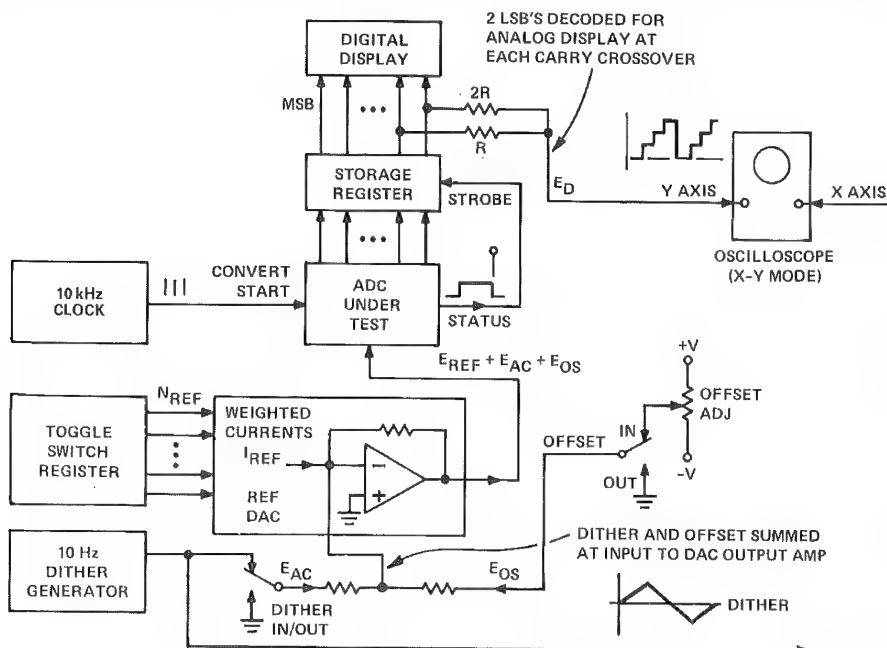 2 LSB'S DECODED FOR
ANALOG DISPLAY AT
EACH CARRY CROSSOVER
DIGITAL
DISPLAY
MSB
•••
2R
R
STORAGE
REGISTER
STROBE
E_D
Y AXIS
X AXIS
OSCILLOSCOPE
(X-Y MODE)
•••
10 kHz
CLOCK
CONVERT
START
ADC
UNDER
TEST
STATUS
E_REF + E_AC + E_OS
+V
OFFSET
ADJ
-V
IN
OUT
OFFSET
N_REF
TOGGLE
SWITCH
REGISTER
WEIGHTED
CURRENTS
I_REF
REF
DAC
−
+
10 Hz
DITHER
GENERATOR
E_AC
DITHER
IN/OUT
E_OS
DITHER AND OFFSET SUMMED
AT INPUT TO DAC OUTPUT AMP
DITHER